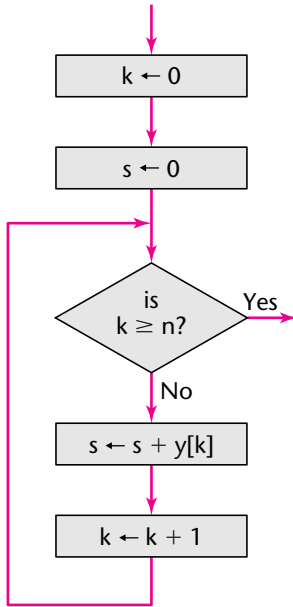 k ← 0
s ← 0
is
k ≥ n?
Yes
No
s ← s + y[k]
k ← k + 1